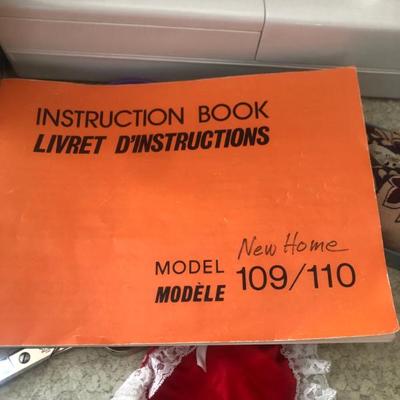 INSTRUCTION BOOK
LIVRET D'INSTRUCTIONS
New Home
MODEL 109/110
MODÈLE